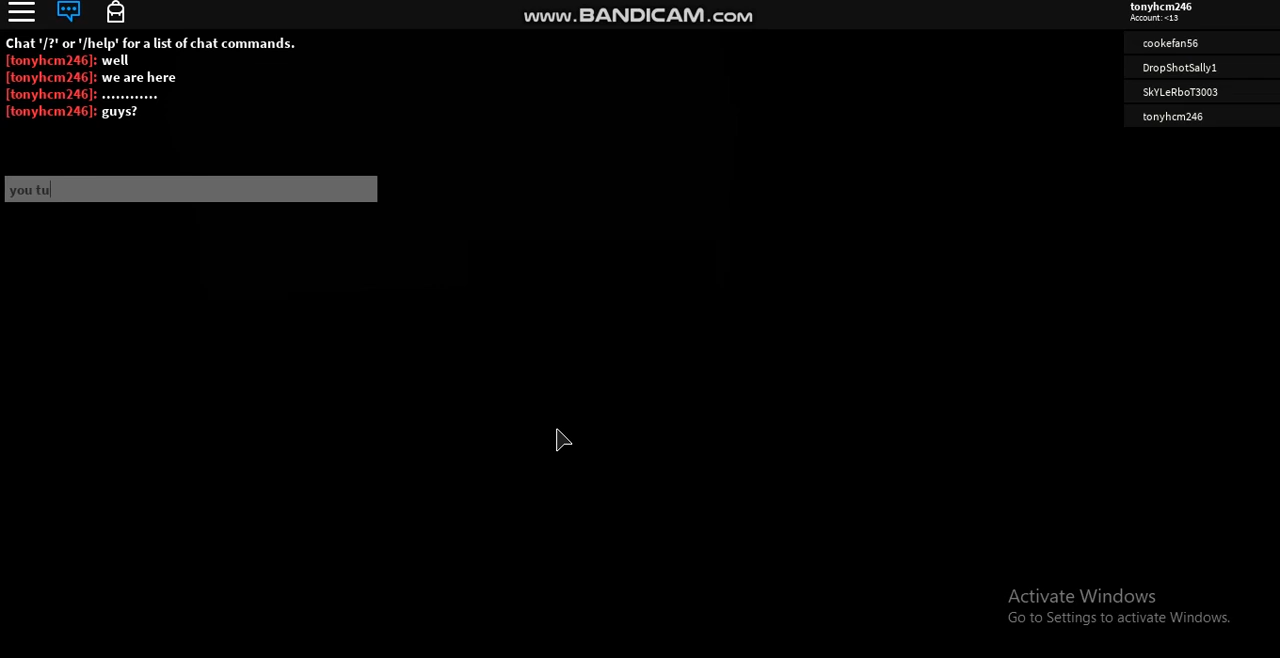 www.BANDICAM.COM
tonyhcm246
Account: <13
Chat '/?' or '/help' for a list of chat commands.
[tonyhcm246]: well
[tonyhcm246]: we are here
[tonyhcm246]: ............
[tonyhcm246]: guys?
you tu
cookefan56
DropShotSally1
SkYLeRboT3003
tonyhcm246
Activate Windows
Go to Settings to activate Windows.